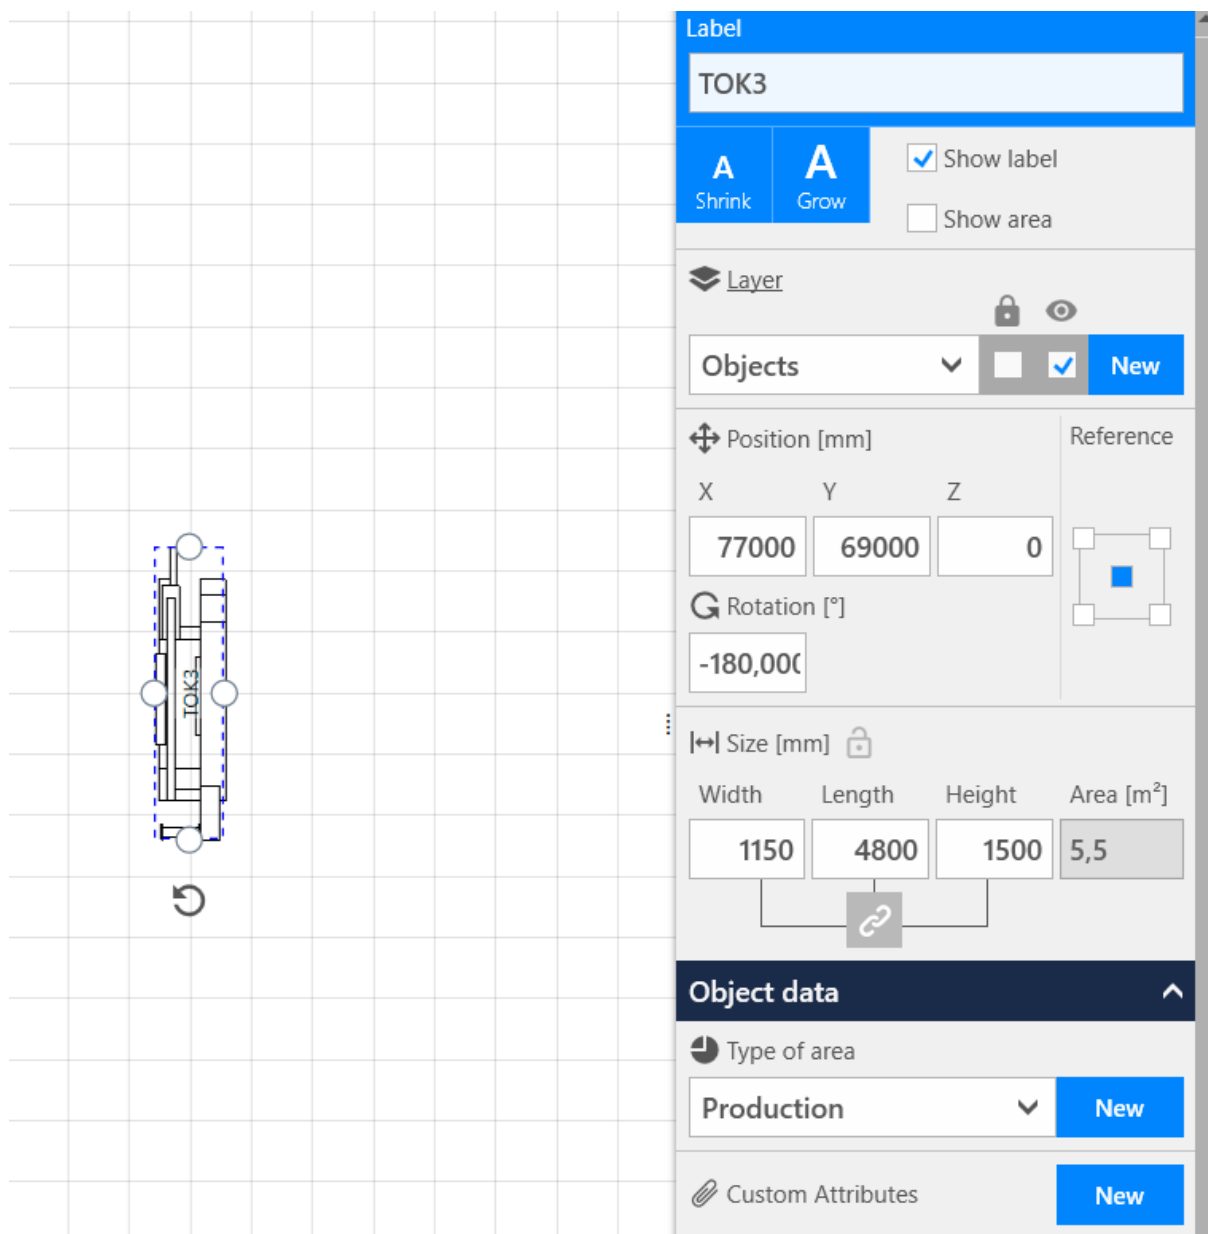 Label
TOK3
A
Shrink
A
Grow
Show label
Show area
Layer
Objects
New
Position [mm]
Reference
X Y Z
77000 69000 0
Rotation [°]
-180,00(
TOK3
Size [mm]
Width Length Height Area [m²]
1150 4800 1500 5,5
Object data
Type of area
Production
New
Custom Attributes
New